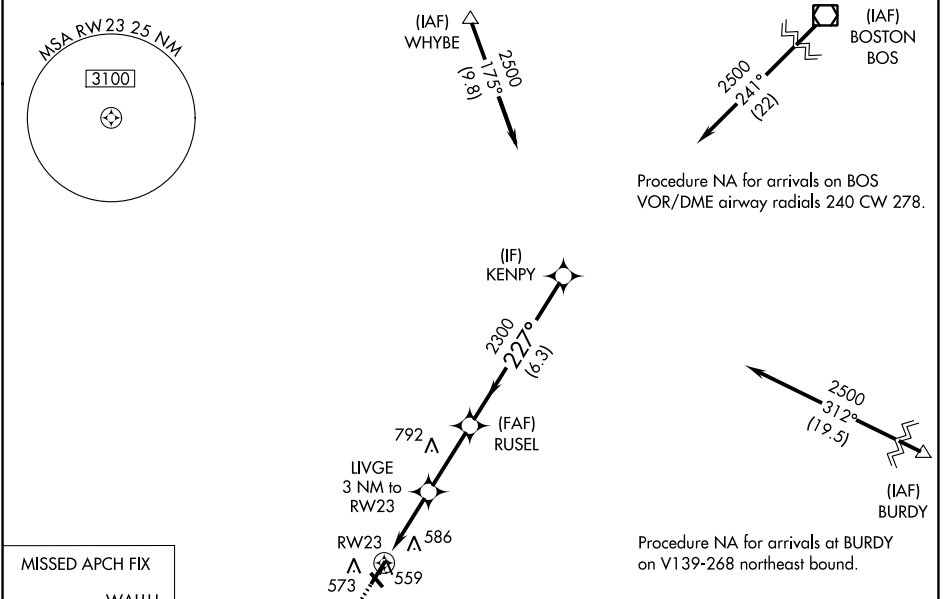 MSA RW 23 25 NM
3100
(IAF)
WHYBE
2500
175°
(9.8)
(IAF)
BOSTON
BOS
2500
241°
(22)
Procedure NA for arrivals on BOS
VOR/DME airway radials 240 CW 278.
(IF)
KENPY
2300
227°
(6.3)
(FAF)
RUSEL
792
LIVGE
3 NM to
RW23
2500
312°
(19.5)
(IAF)
BURDY
RW23
586
559
573
Procedure NA for arrivals at BURDY
on V139-268 northeast bound.
MISSED APCH FIX